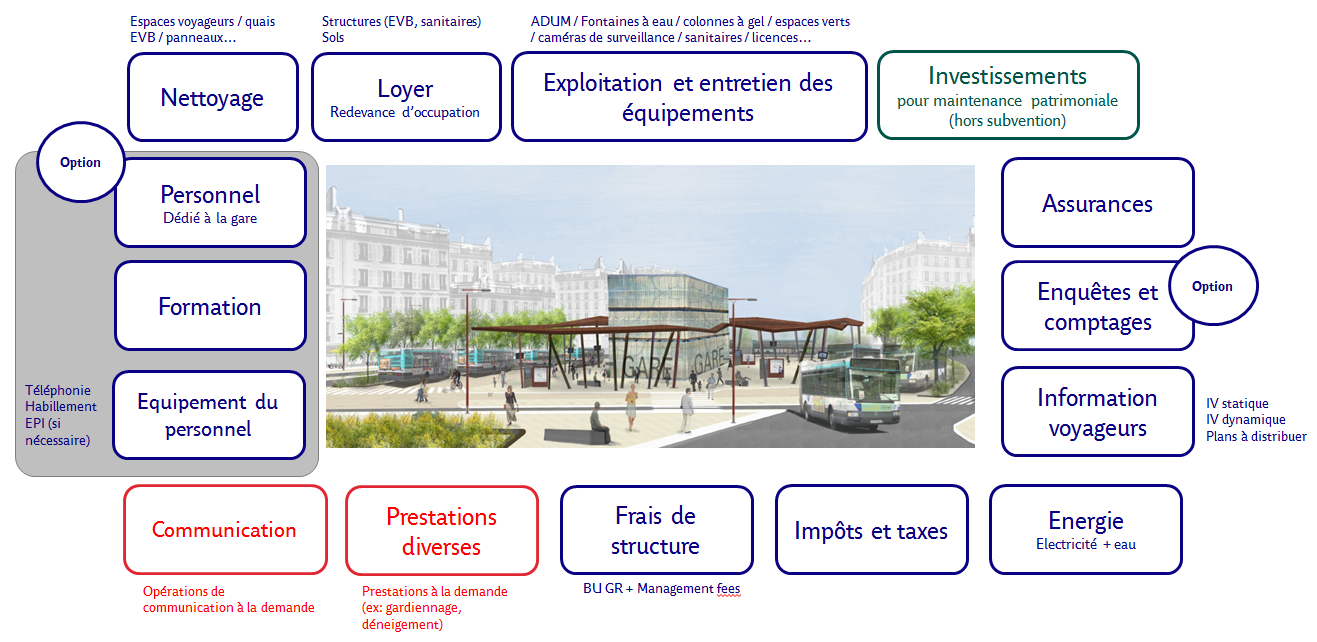 Espaces voyageurs / quais
EVB / panneaux…
Structures (EVB, sanitaires)
Sols
ADUM / Fontaines à eau / colonnes à gel / espaces verts
/ caméras de surveillance / sanitaires / licences…
Nettoyage
Loyer
Redevance d’occupation
Exploitation et entretien des
équipements
Investissements
pour maintenance patrimoniale
(hors subvention)
Option
Personnel
Dédié à la gare
Assurances
Formation
Enquêtes et
comptages
Option
GARE
GARE
Téléphonie
Habillement
EPI (si
nécessaire)
Equipement du
personnel
Information
voyageurs
IV statique
IV dynamique
Plans à distribuer
Communication
Prestations
diverses
Frais de
structure
Impôts et taxes
Energie
Electricité + eau
Opérations de
communication à la demande
Prestations à la demande
(ex: gardiennage,
déneigement)
BU GR + Management fees